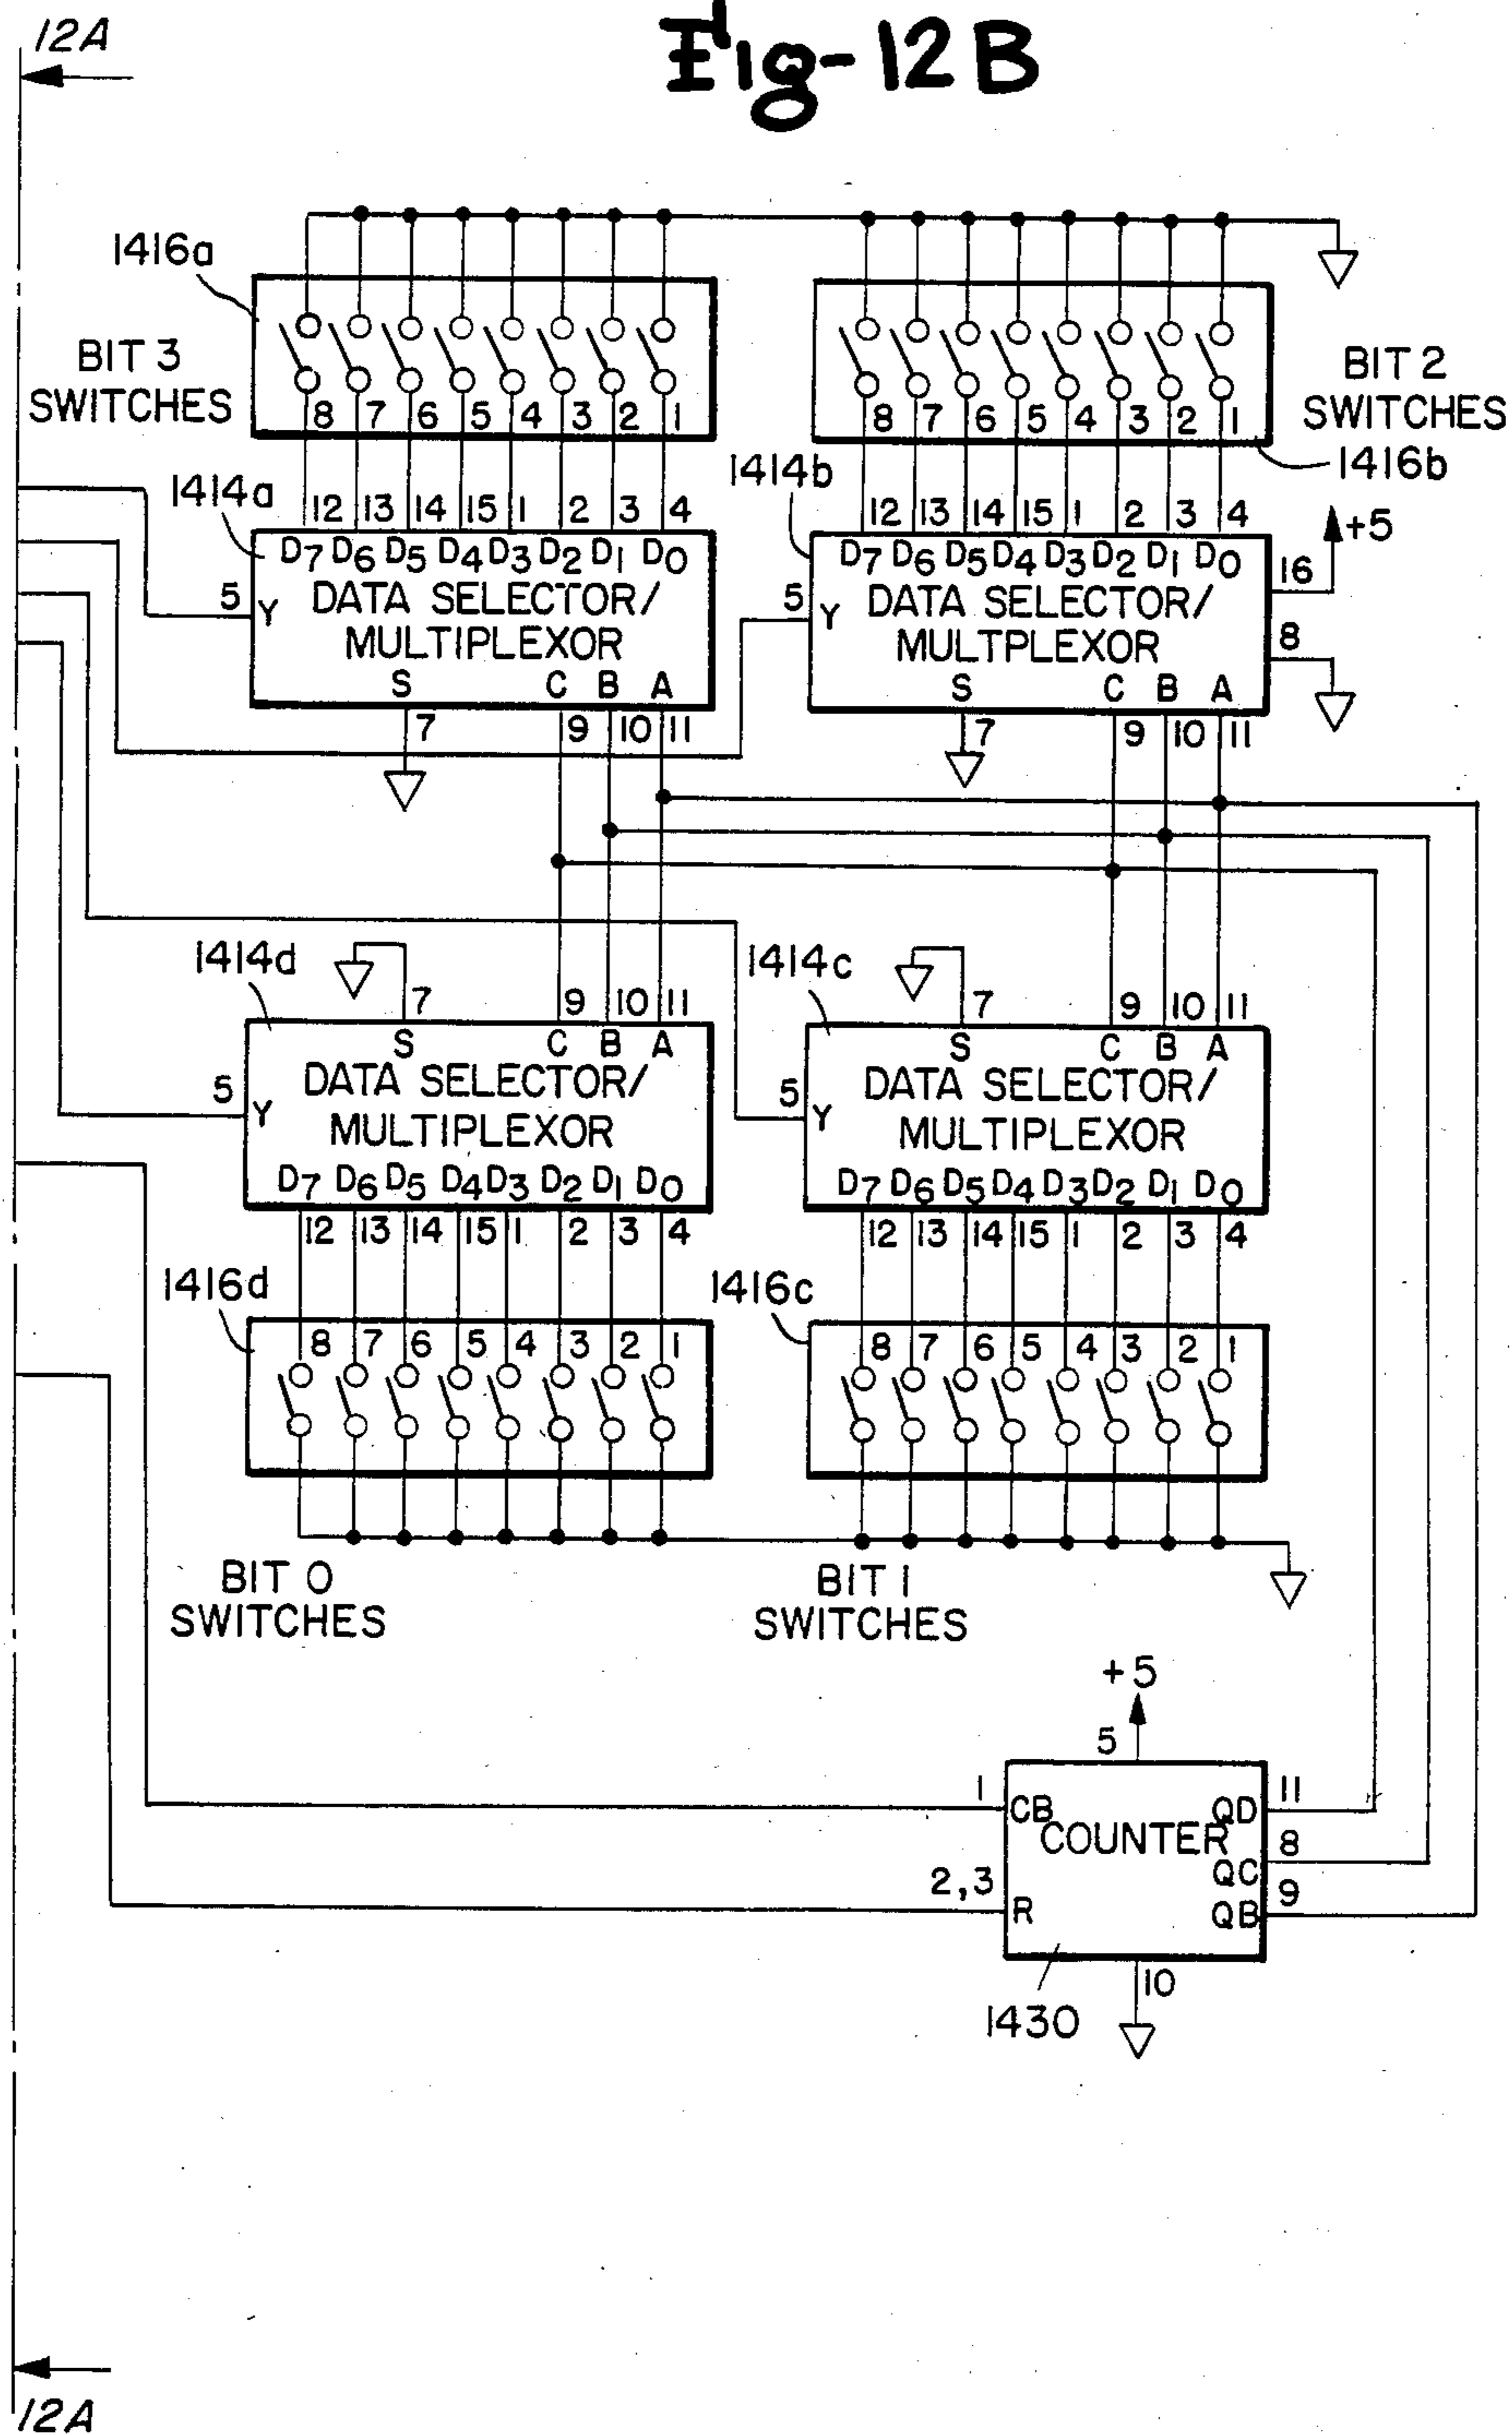 12A
Fig-12B
1416a
BIT 3
SWITCHES
8 7 6 5 4 3 2 1
8 7 6 5 4 3 2 1
BIT 2
SWITCHES
1416b
1414a
12 13 14 15 1 2 3 4
D7 D6 D5 D4 D3 D2 D1 D0
5 Y DATA SELECTOR/
MULTIPLEXOR
S C B A
7 9 10 11
1414b
12 13 14 15 1 2 3 4
D7 D6 D5 D4 D3 D2 D1 D0
5 Y DATA SELECTOR/
MULTPLEXOR
S C B A
7 9 10 11
+5
16
8
1414d
7 9 10 11
S C B A
DATA SELECTOR/
5 Y MULTIPLEXOR
D7 D6 D5 D4 D3 D2 D1 D0
12 13 14 15 1 2 3 4
1414c
7 9 10 11
S C B A
DATA SELECTOR/
5 Y MULTIPLEXOR
D7 D6 D5 D4 D3 D2 D1 D0
12 13 14 15 1 2 3 4
1416d
8 7 6 5 4 3 2 1
1416c
8 7 6 5 4 3 2 1
BIT 0
SWITCHES
BIT 1
SWITCHES
+5
5
1 CB QD 11
COUNTER
QC 8
2,3 R QB 9
10
1430
12A